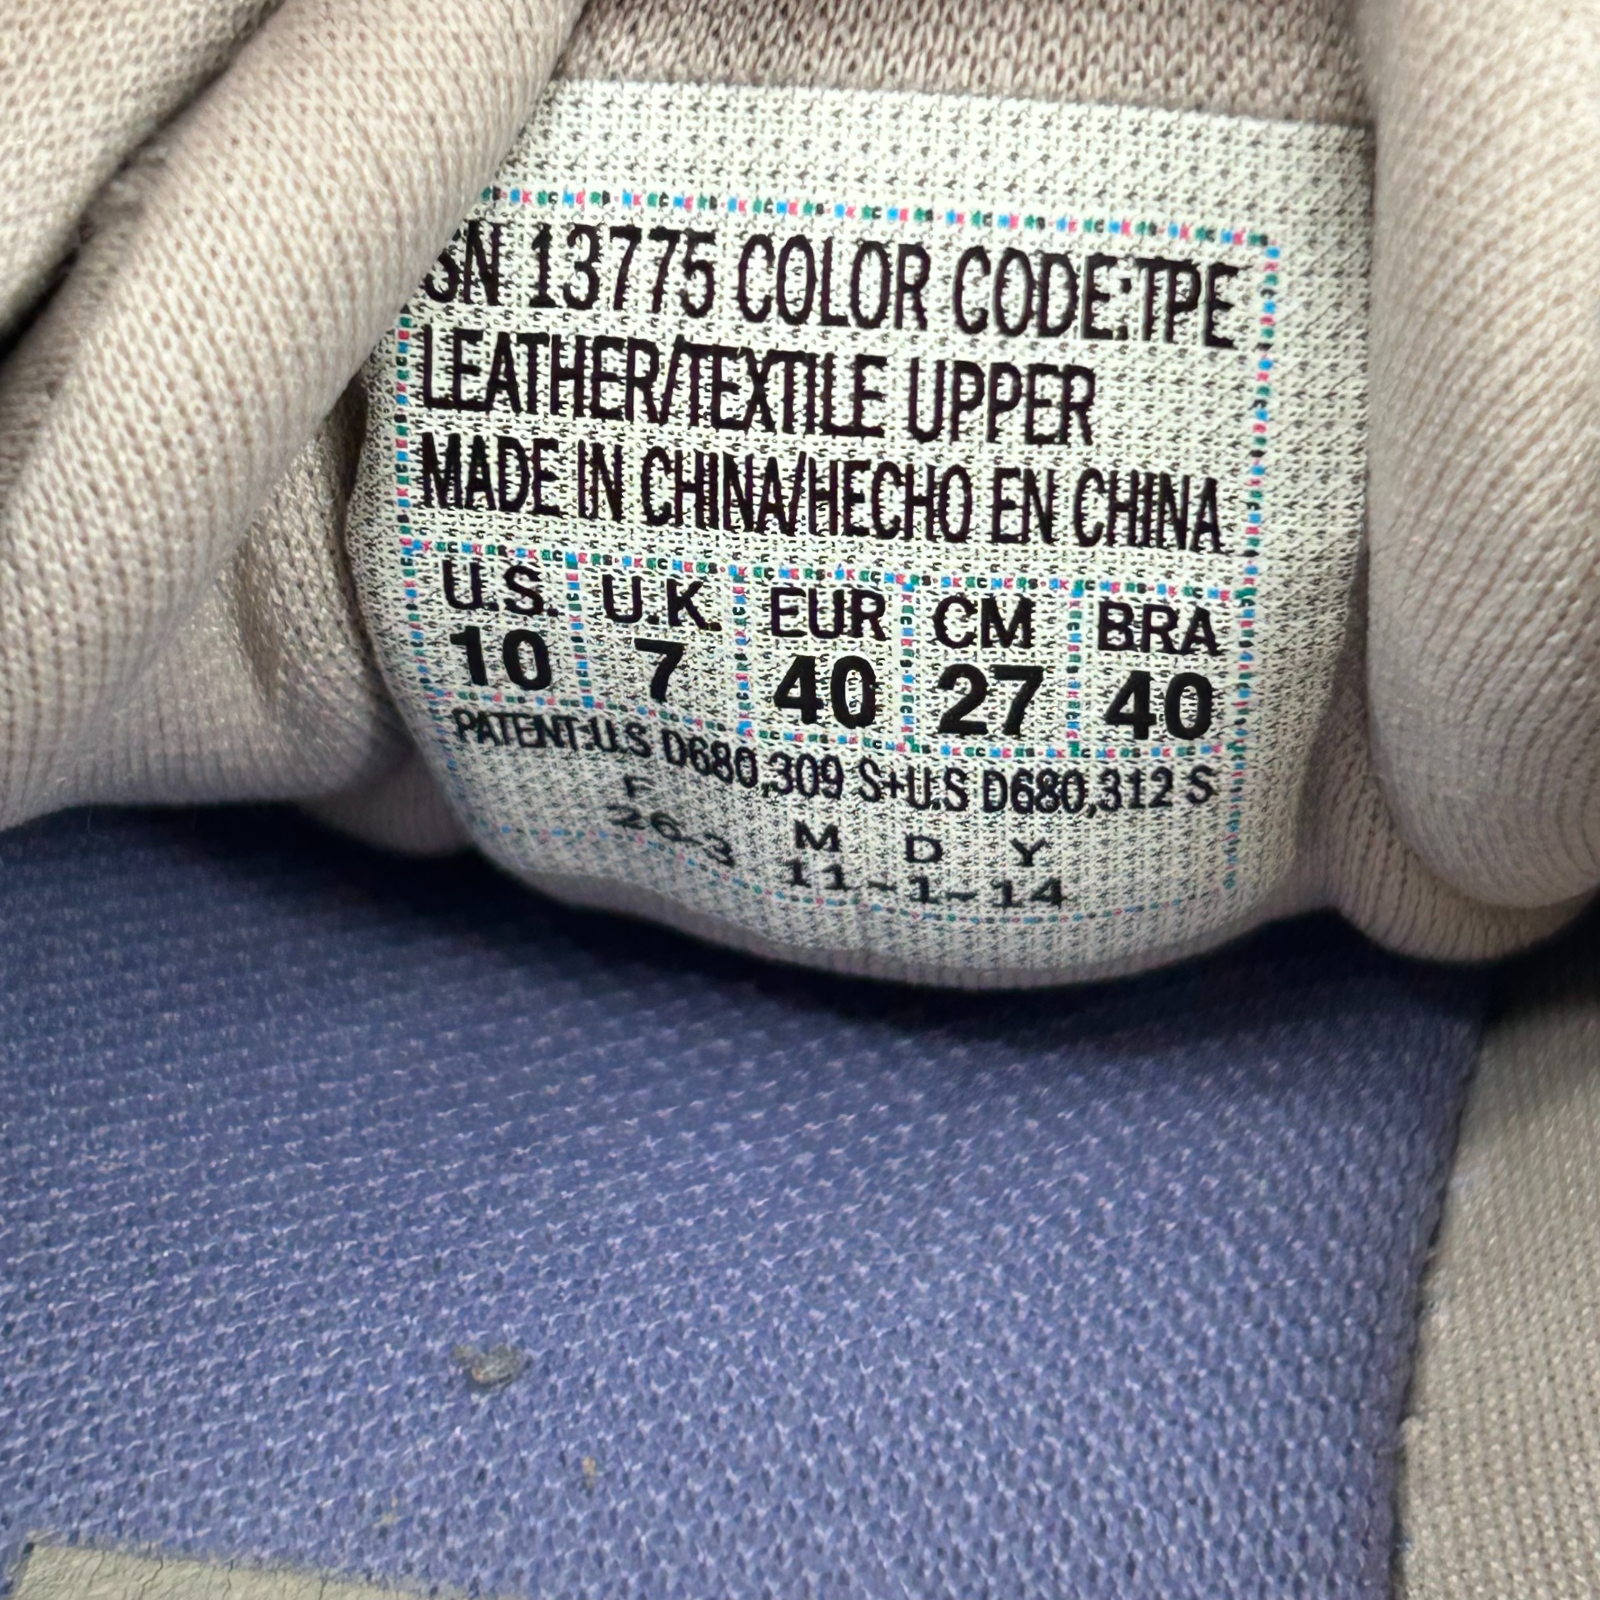 SN 13775 COLOR CODE:TPE
LEATHER/TEXTILE UPPER
MADE IN CHINA/HECHO EN CHINA
U.S. U.K. EUR CM BRA
10 7 40 27 40
PATENT:U.S D680,309 S+U.S D680,312 S
F M D Y
26-3 11-1-14